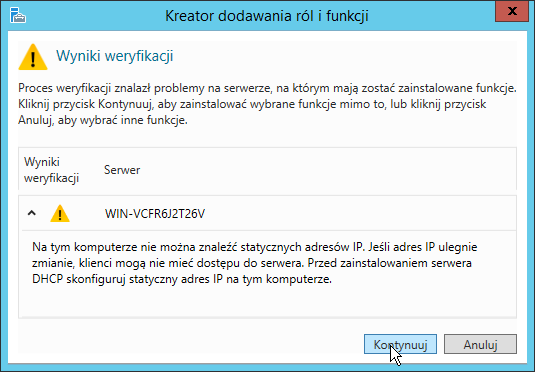 Kreator dodawania ról i funkcji
Wyniki weryfikacji
Proces weryfikacji znalazł problemy na serwerze, na którym mają zostać zainstalowane funkcje.
Kliknij przycisk Kontynuuj, aby zainstalować wybrane funkcje mimo to, lub kliknij przycisk
Anuluj, aby wybrać inne funkcje.
Wyniki
weryfikacji
Serwer
WIN-VCFR6J2T26V
Na tym komputerze nie można znaleźć statycznych adresów IP. Jeśli adres IP ulegnie
zmianie, klienci mogą nie mieć dostępu do serwera. Przed zainstalowaniem serwera
DHCP skonfiguruj statyczny adres IP na tym komputerze.
Kontynuuj
Anuluj